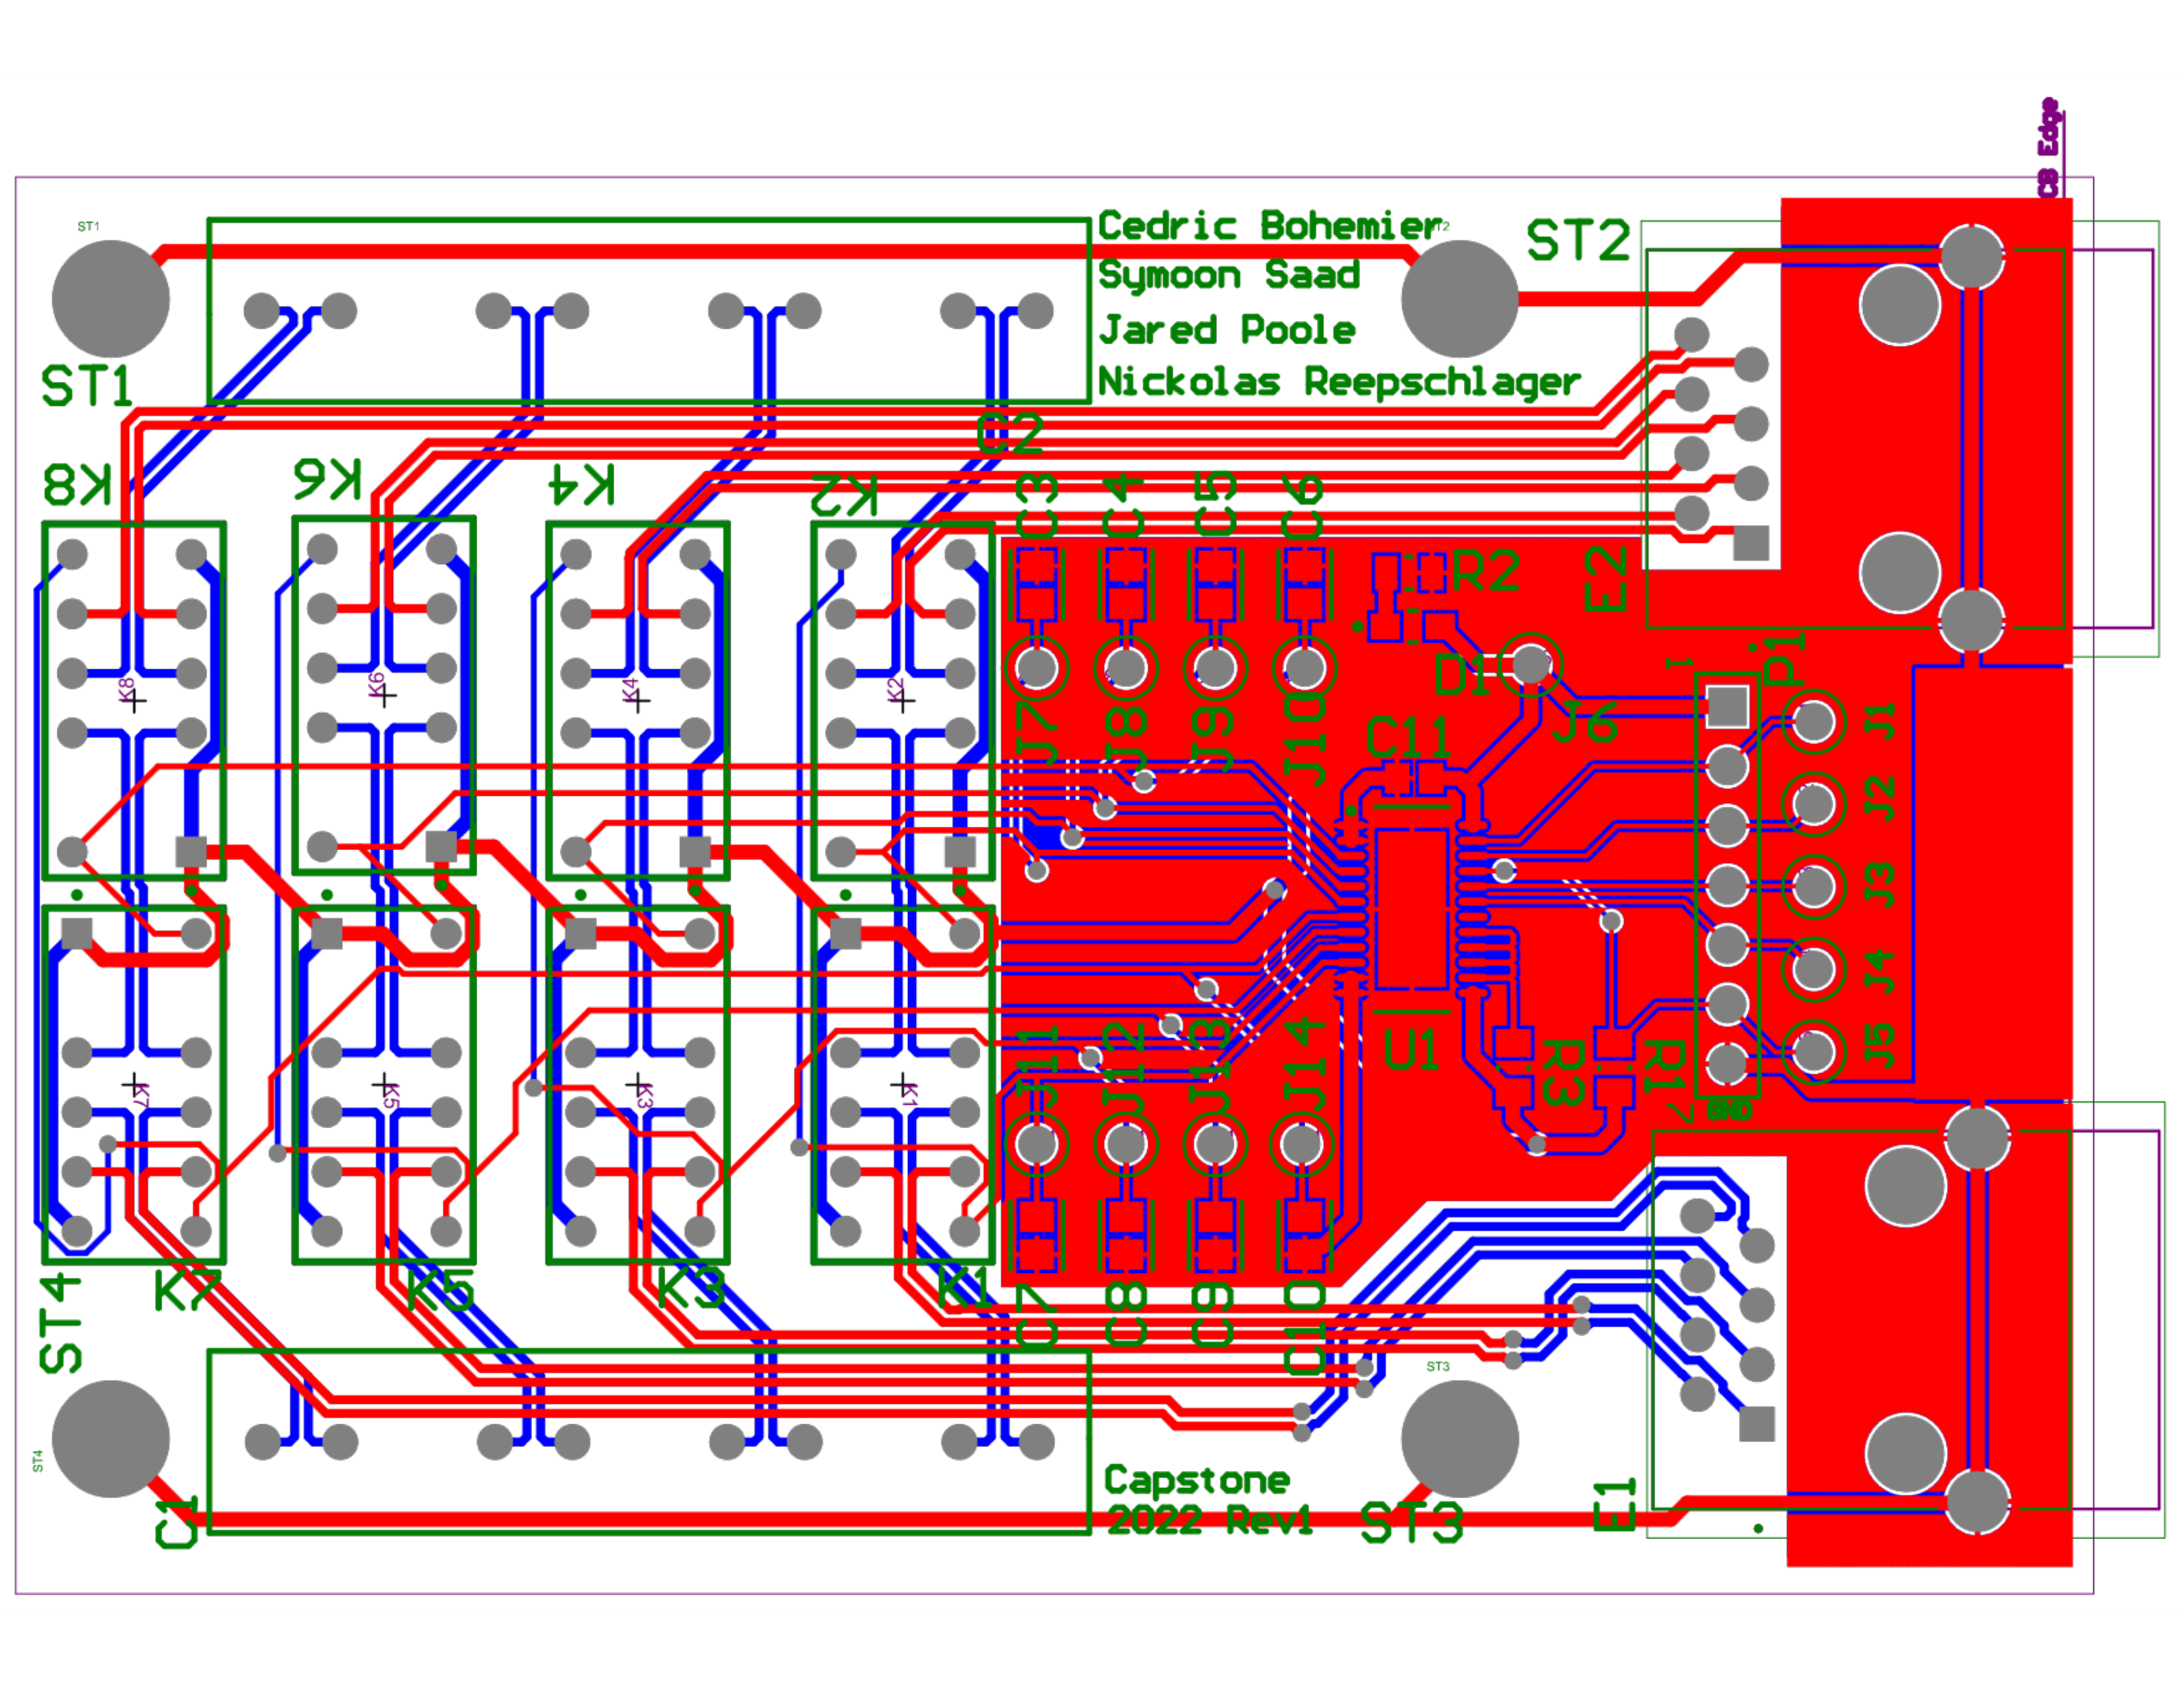 CB Edge
ST1
Cedric Bohemier
ST2
Symoon Saad
Jared Poole
ST1
Nickolas Reepschlager
C2
K8
K6
K4
K2
C3
C4
C5
C6
R2
E2
K8
K6
K4
K2
D1
1
P1
J7
J8
J9
J10
C11
J6
J1
J2
J3
J4
J5
U1
R3
R1
J11
J12
J13
J14
K7
K5
K3
K1
7
GND
ST4
K7
K5
K3
K1
C7
C8
C9
C10
ST3
ST4
C1
Capstone
2022 Rev1
ST3
E1